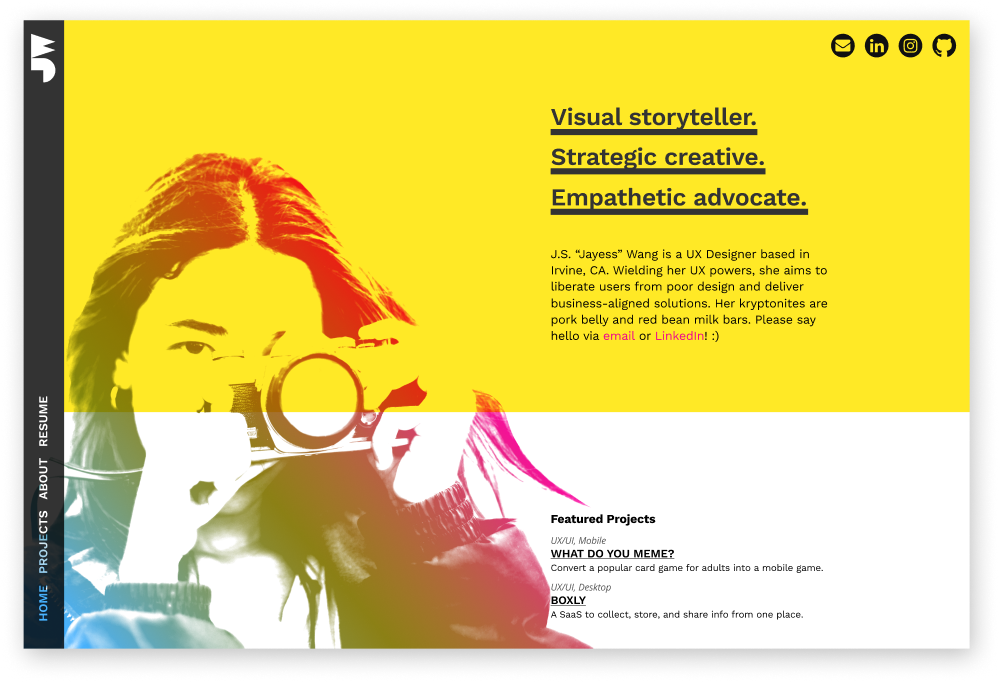 JW
in
Visual storyteller.
Strategic creative.
Empathetic advocate.
J.S. “Jayess” Wang is a UX Designer based in
Irvine, CA. Wielding her UX powers, she aims to
liberate users from poor design and deliver
business-aligned solutions. Her kryptonites are
pork belly and red bean milk bars. Please say
hello via email or LinkedIn! :)
HOME PROJECTS ABOUT RESUME
Featured Projects
UX/UI, Mobile
WHAT DO YOU MEME?
Convert a popular card game for adults into a mobile game.
UX/UI, Desktop
BOXLY
A SaaS to collect, store, and share info from one place.